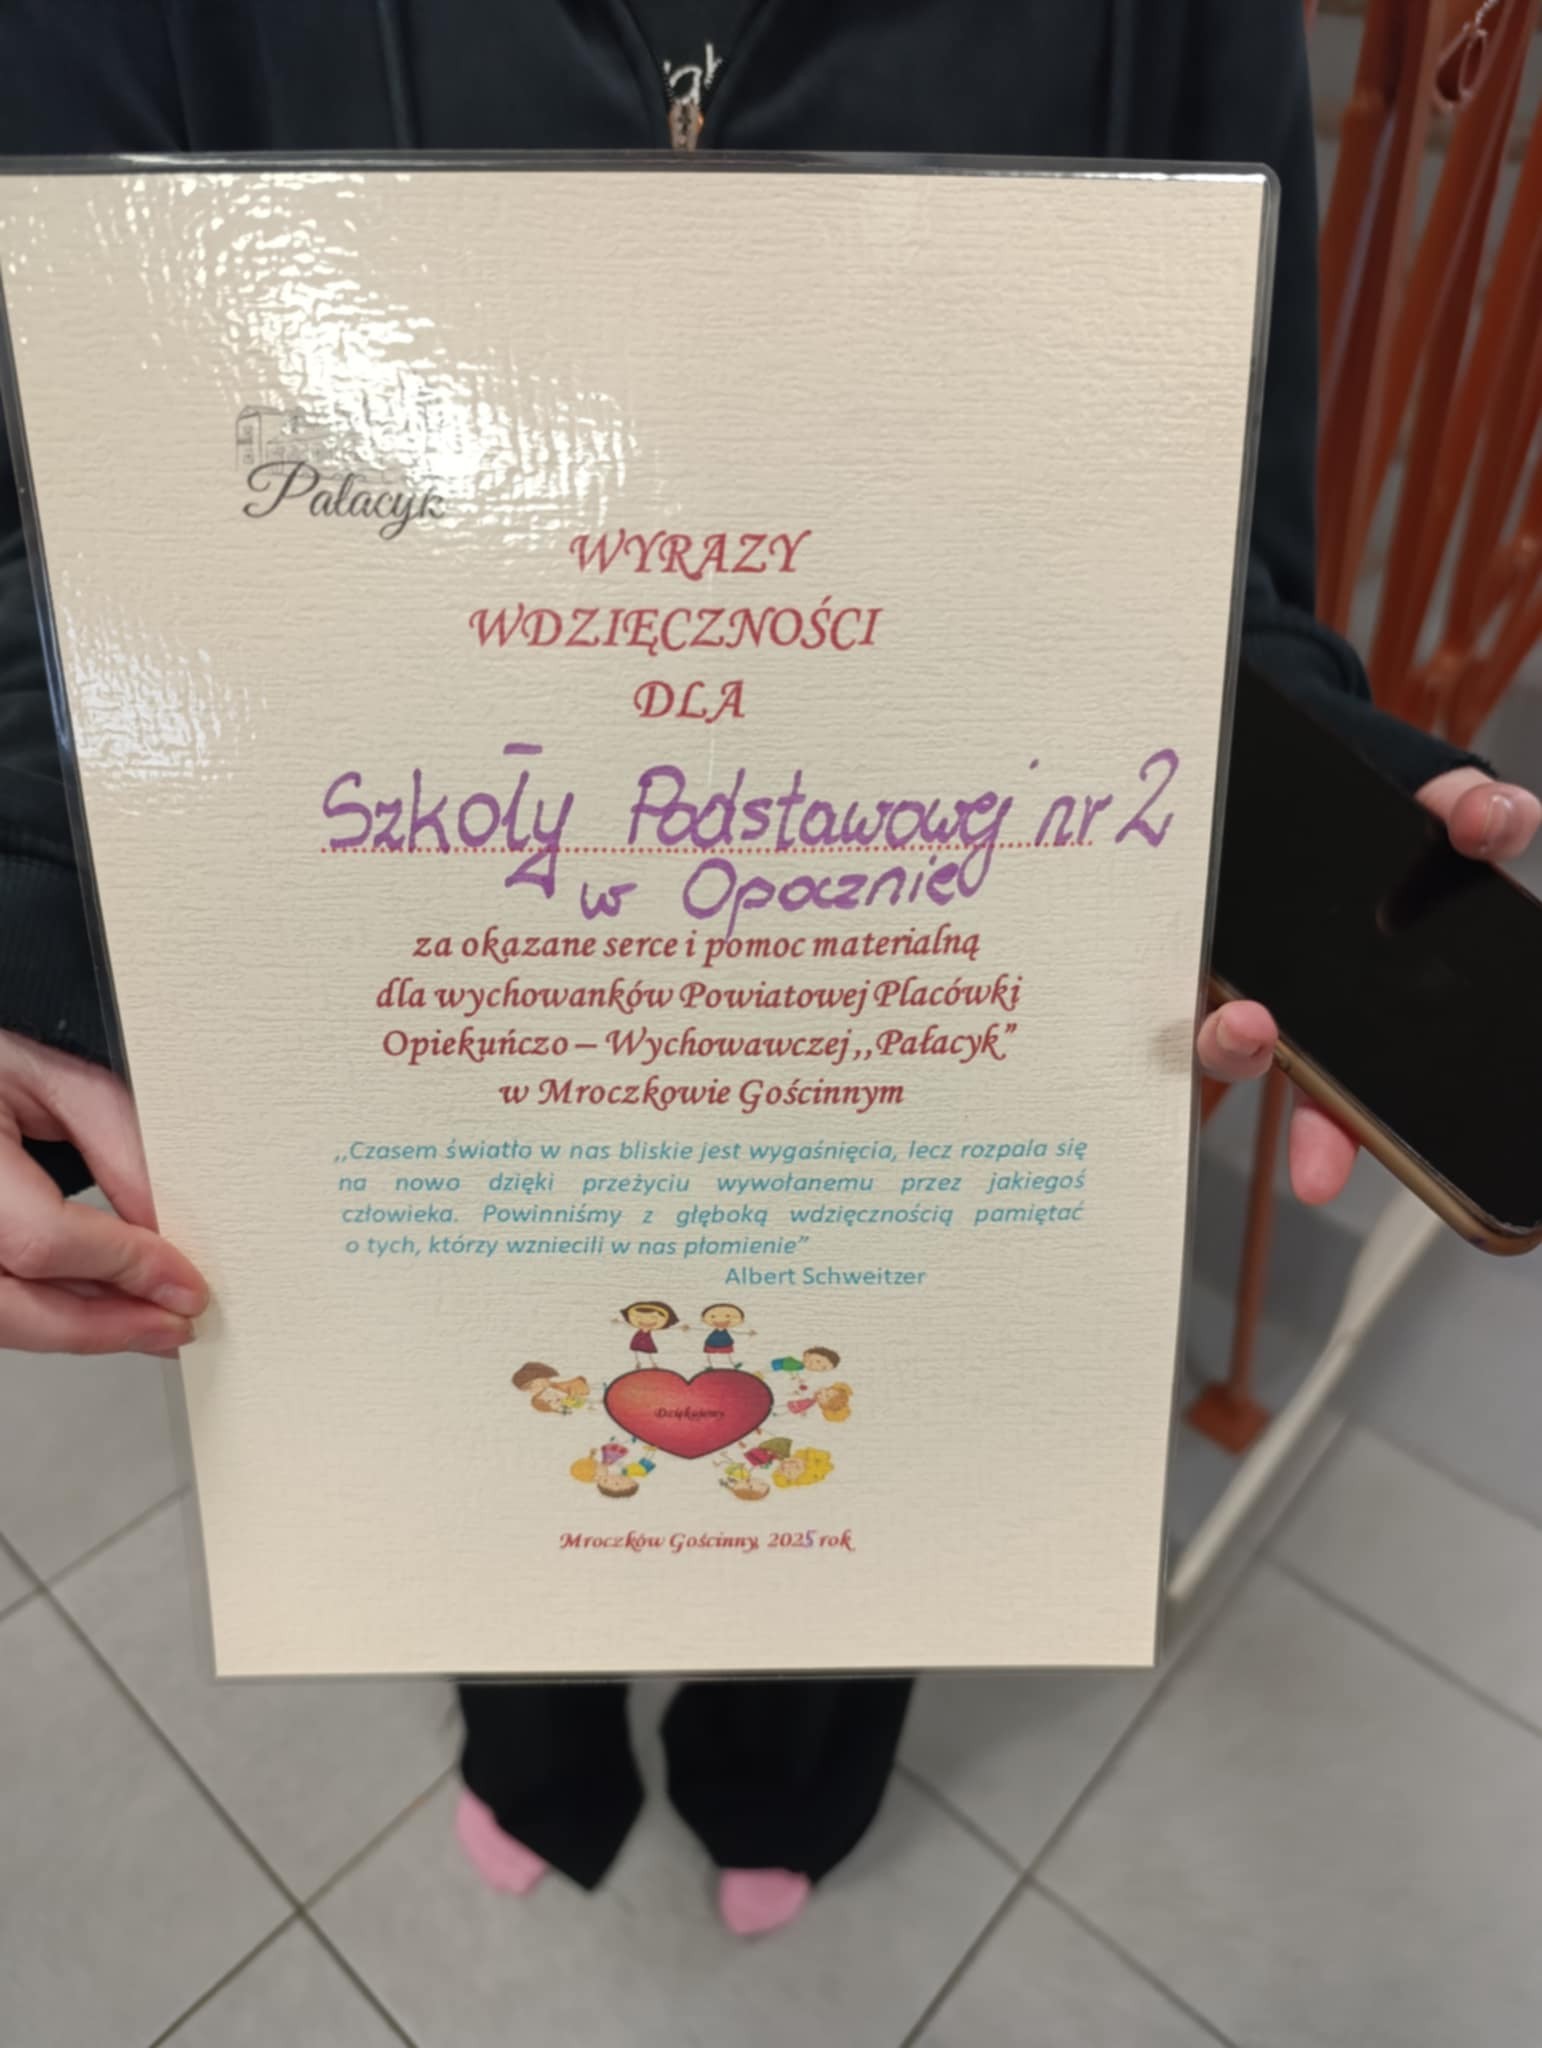 Pałacyk
WYRAZY
WDZIĘCZNOŚCI
DLA
Szkoły Podstawowej nr 2
w Opocznie
za okazane serce i pomoc materialną
dla wychowanków Powiatowej Placówki
Opiekuńczo – Wychowawczej ,,Pałacyk”
w Mroczkowie Gościnnym
,,Czasem światło w nas bliskie jest wygaśnięcia, lecz rozpala się
na nowo dzięki przeżyciu wywołanemu przez jakiegoś
człowieka. Powinniśmy z głęboką wdzięcznością pamiętać
o tych, którzy wzniecili w nas płomienie”
Albert Schweitzer
Dziękujemy
Mroczków Gościnny, 2025 rok